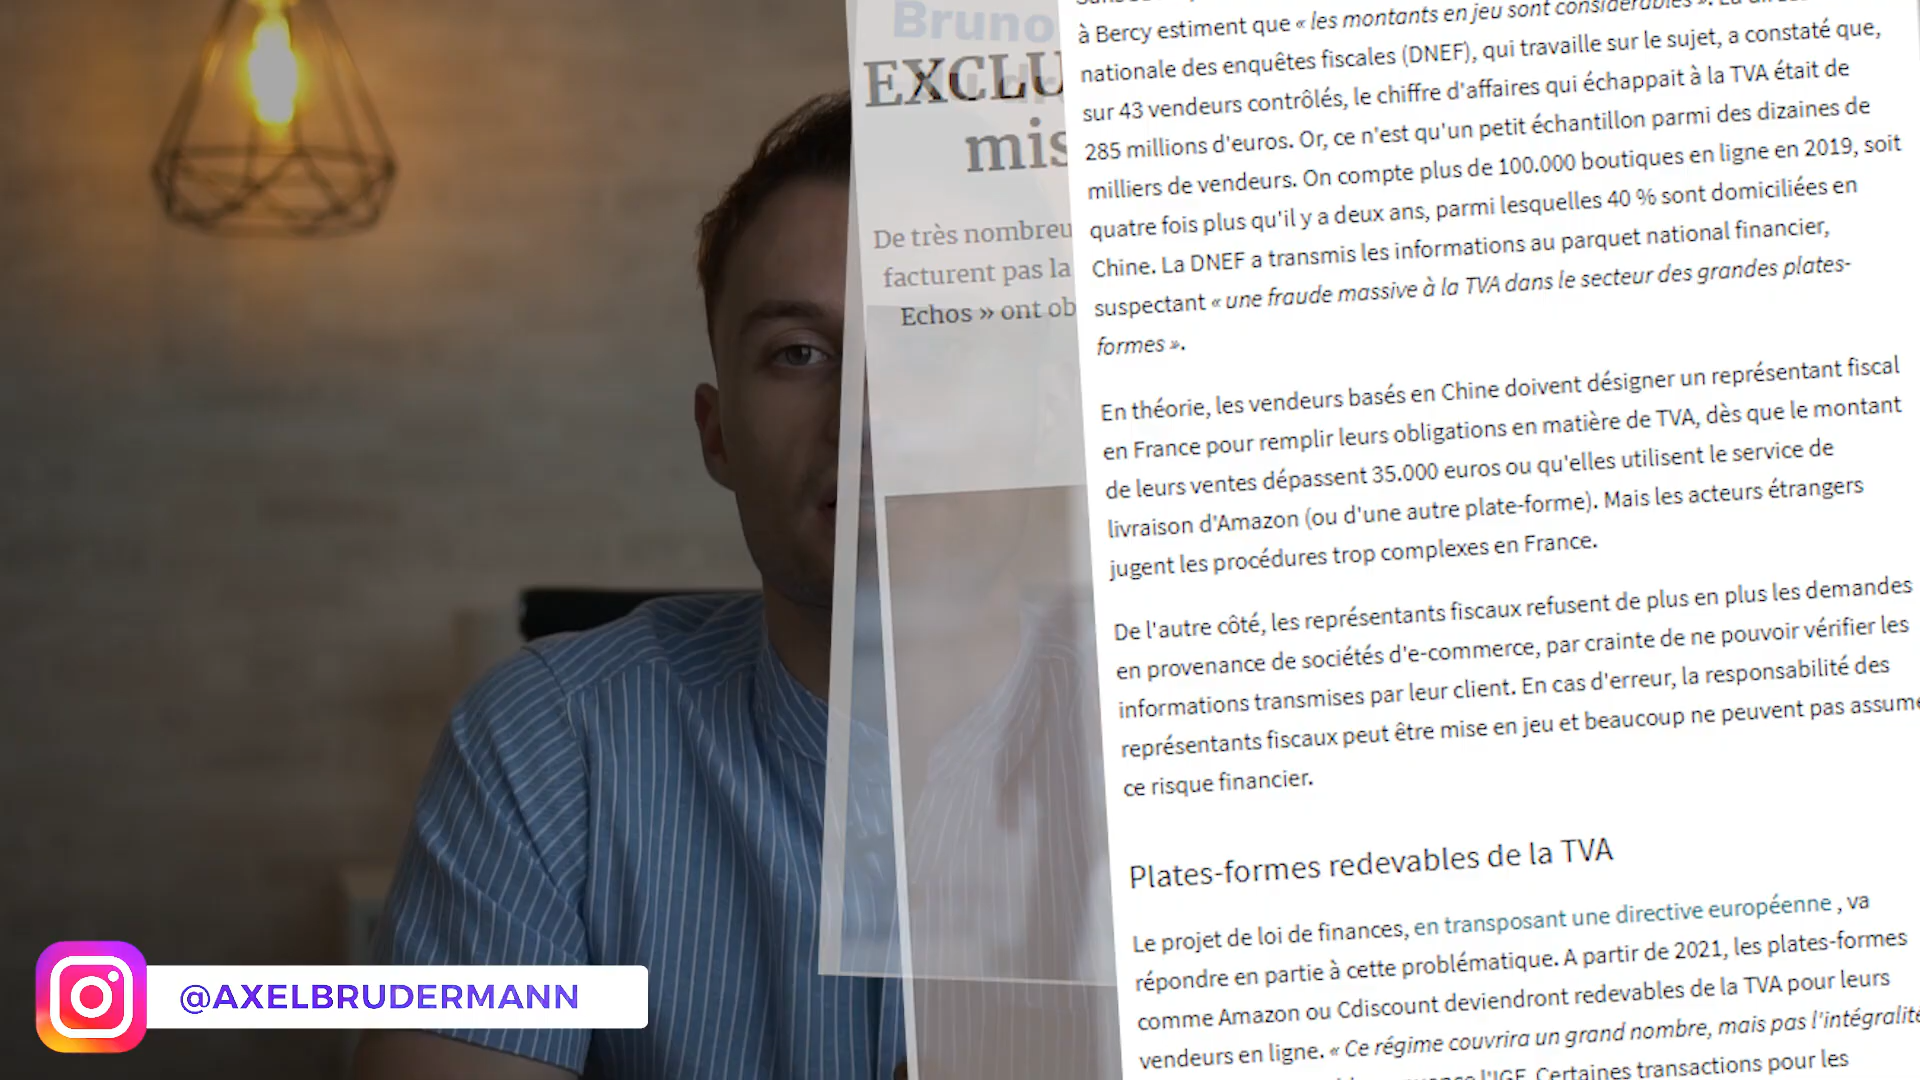 Bruno
EXCLU
mis
De très nombreu
facturent pas la
Echos » ont ob
à Bercy estiment que « les montants en jeu sont considérables ».
nationale des enquêtes fiscales (DNEF), qui travaille sur le sujet, a constaté que,
sur 43 vendeurs contrôlés, le chiffre d'affaires qui échappait à la TVA était de
285 millions d'euros. Or, ce n'est qu'un petit échantillon parmi des dizaines de
milliers de vendeurs. On compte plus de 100.000 boutiques en ligne en 2019, soit
quatre fois plus qu'il y a deux ans, parmi lesquelles 40 % sont domiciliées en
Chine. La DNEF a transmis les informations au parquet national financier,
suspectant « une fraude massive à la TVA dans le secteur des grandes plates-
formes ».
En théorie, les vendeurs basés en Chine doivent désigner un représentant fiscal
en France pour remplir leurs obligations en matière de TVA, dès que le montant
de leurs ventes dépassent 35.000 euros ou qu'elles utilisent le service de
livraison d'Amazon (ou d'une autre plate-forme). Mais les acteurs étrangers
jugent les procédures trop complexes en France.
De l'autre côté, les représentants fiscaux refusent de plus en plus les demandes
en provenance de sociétés d'e-commerce, par crainte de ne pouvoir vérifier les
informations transmises par leur client. En cas d'erreur, la responsabilité des
représentants fiscaux peut être mise en jeu et beaucoup ne peuvent pas assume
ce risque financier.
Plates-formes redevables de la TVA
Le projet de loi de finances, en transposant une directive européenne , va
répondre en partie à cette problématique. A partir de 2021, les plates-formes
comme Amazon ou Cdiscount deviendront redevables de la TVA pour leurs
vendeurs en ligne. « Ce régime couvrira un grand nombre, mais pas l'intégralité
l'IGF. Certaines transactions pour les
@AXELBRUDERMANN